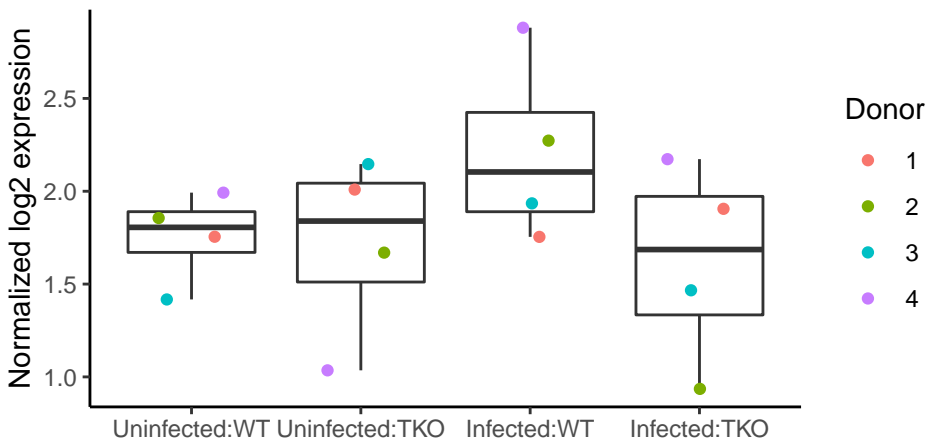 Normalized log2 expression
2.5
2.0
1.5
1.0
Uninfected:WT
Uninfected:TKO
Infected:WT
Infected:TKO
Donor
1
2
3
4